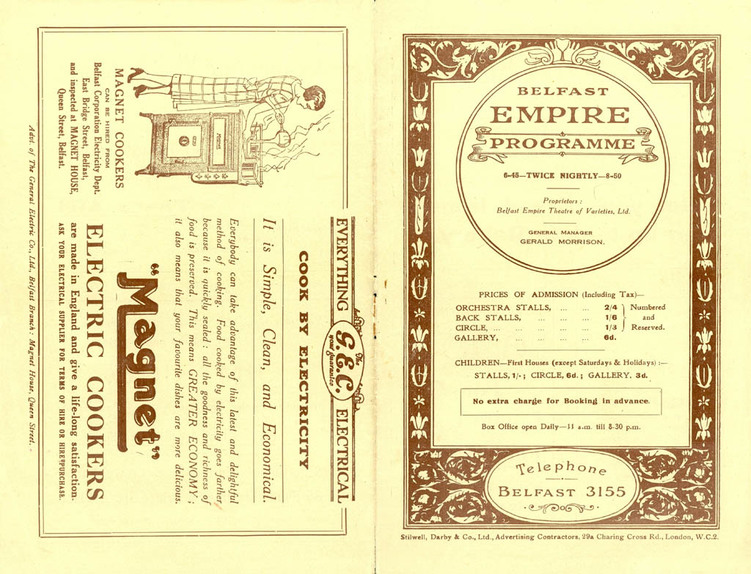 BELFAST
EMPIRE
PROGRAMME
6-45—TWICE NIGHTLY—8-50
Proprietors :
Belfast Empire Theatre of Varieties, Ltd.
GENERAL MANAGER
GERALD MORRISON.
PRICES OF ADMISSION (Including Tax)—
ORCHESTRA STALLS, ... ... 2/4
BACK STALLS, ... ... ... 1/6
CIRCLE, ... ... ... ... 1/3
GALLERY, ... ... ... 6d.
Numbered
and
Reserved.
CHILDREN—First Houses (except Saturdays & Holidays) :—
STALLS, 1/- ; CIRCLE, 6d. ; GALLERY, 3d.
No extra charge for Booking in advance.
Box Office open Daily—11 a.m. till 8-30 p.m.
Telephone
BELFAST 3155
Stilwell, Darby & Co., Ltd., Advertising Contractors, 29a Charing Cross Rd., London, W.C.2.
EVERYTHING The G.E.C. your Guarantee ELECTRICAL
COOK BY ELECTRICITY
It is Simple, Clean, and Economical.
Everybody can take advantage of this latest and delightful
method of cooking. Food cooked by electricity goes farther
because it is quickly sealed : all the goodness and richness of
food is preserved. This means GREATER ECONOMY ;
it also means that your favourite dishes are more delicious.
MAGNET COOKERS
CAN BE HIRED FROM
Belfast Corporation Electricity Dept.
East Bridge Street, Belfast,
and inspected at MAGNET HOUSE,
Queen Street, Belfast.
"Magnet"
ELECTRIC COOKERS
are made in England and give a life-long satisfaction.
ASK YOUR ELECTRICAL SUPPLIER FOR TERMS OF HIRE OR HIRE PURCHASE.
Advt. of The General Electric Co., Ltd., Belfast Branch: Magnet House, Queen Street.